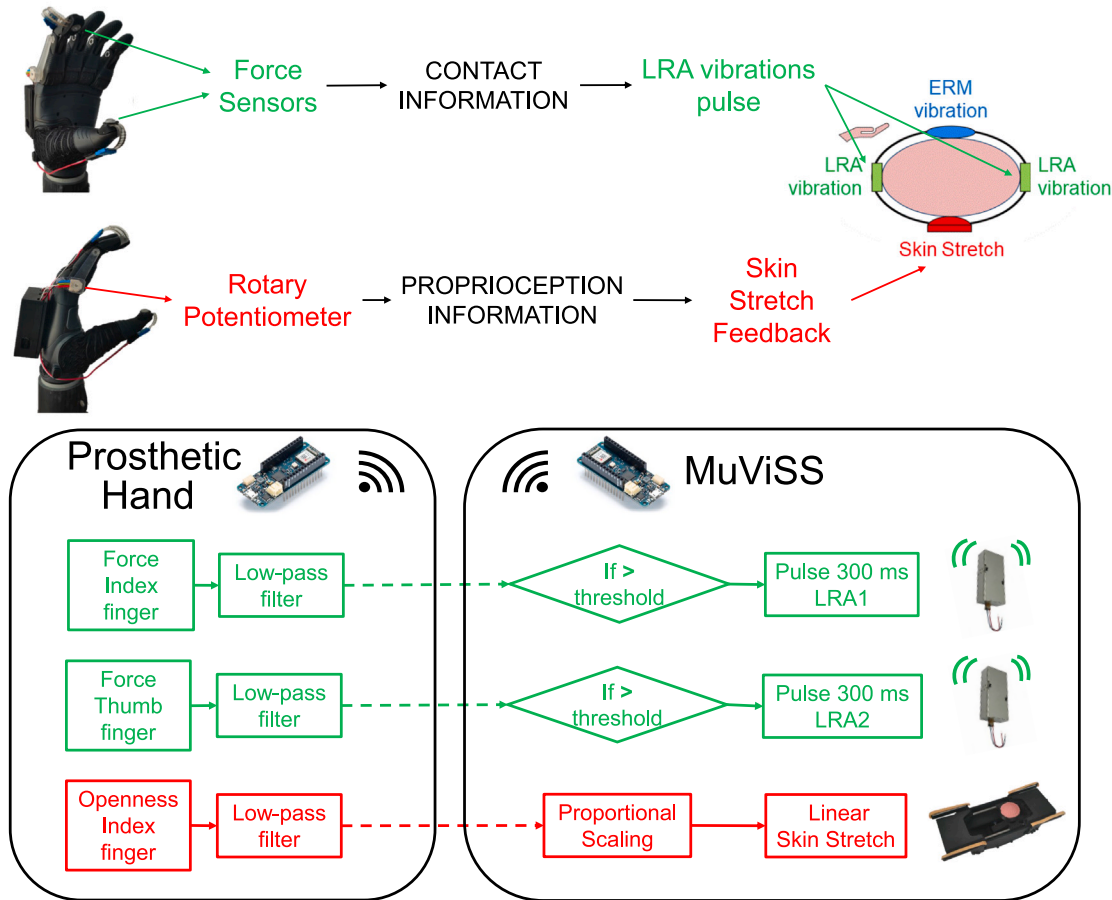 Force
Sensors
CONTACT
INFORMATION
LRA vibrations
pulse
ERM
vibration
LRA
vibration
LRA
vibration
Skin Stretch
Rotary
Potentiometer
PROPRIOCEPTION
INFORMATION
Skin
Stretch
Feedback
Prosthetic
Hand
MuViSS
Force
Index
finger
Low-pass
filter
If >
threshold
Pulse 300 ms
LRA1
Force
Thumb
finger
Low-pass
filter
If >
threshold
Pulse 300 ms
LRA2
Openness
Index
finger
Low-pass
filter
Proportional
Scaling
Linear
Skin Stretch